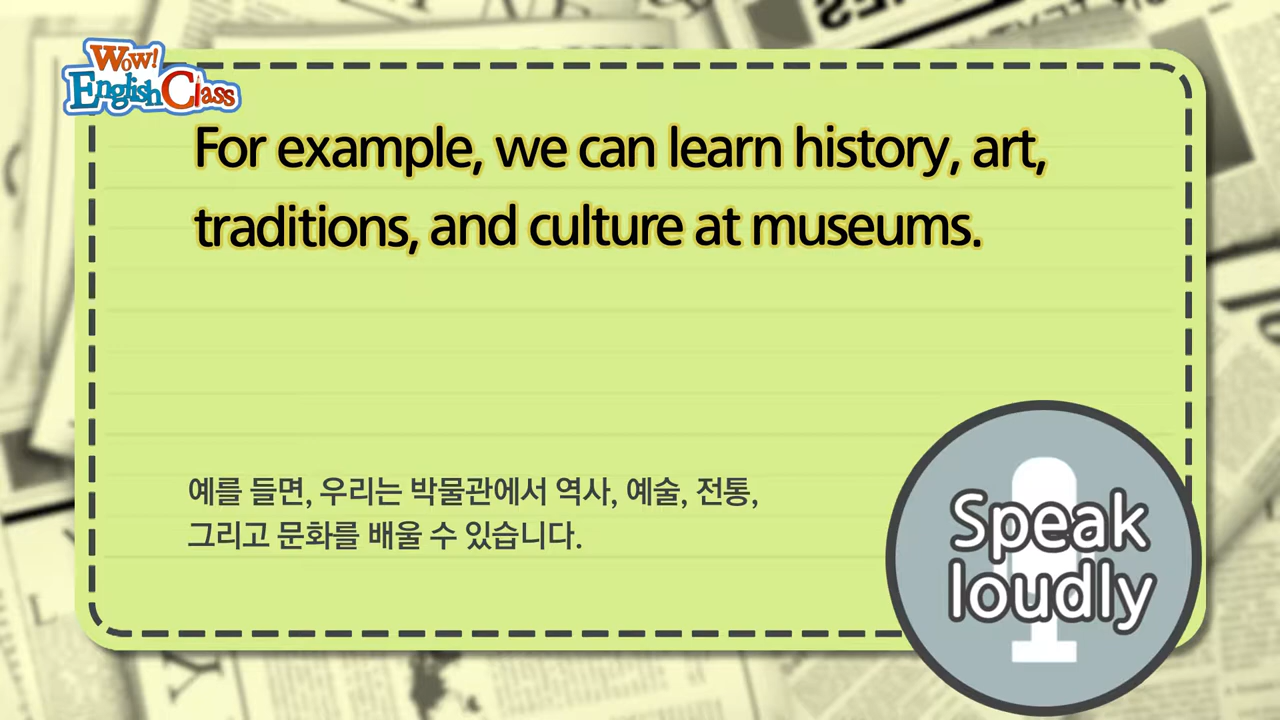 Wow!
English Class
For example, we can learn history, art,
traditions, and culture at museums.
예를 들면, 우리는 박물관에서 역사, 예술, 전통,
그리고 문화를 배울 수 있습니다.
Speak
loudly